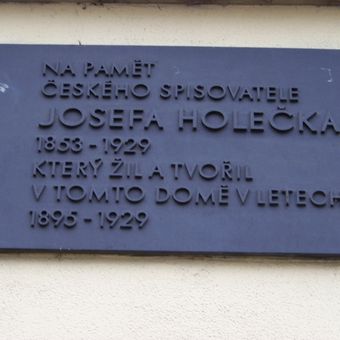 NA PAMĚT
ČESKÉHO SPISOVATELE
JOSEFA HOLEČKA
1853 - 1929
KTERÝ ŽIL A TVOŘIL
V TOMTO DOMĚ V LETECH
1895 - 1929